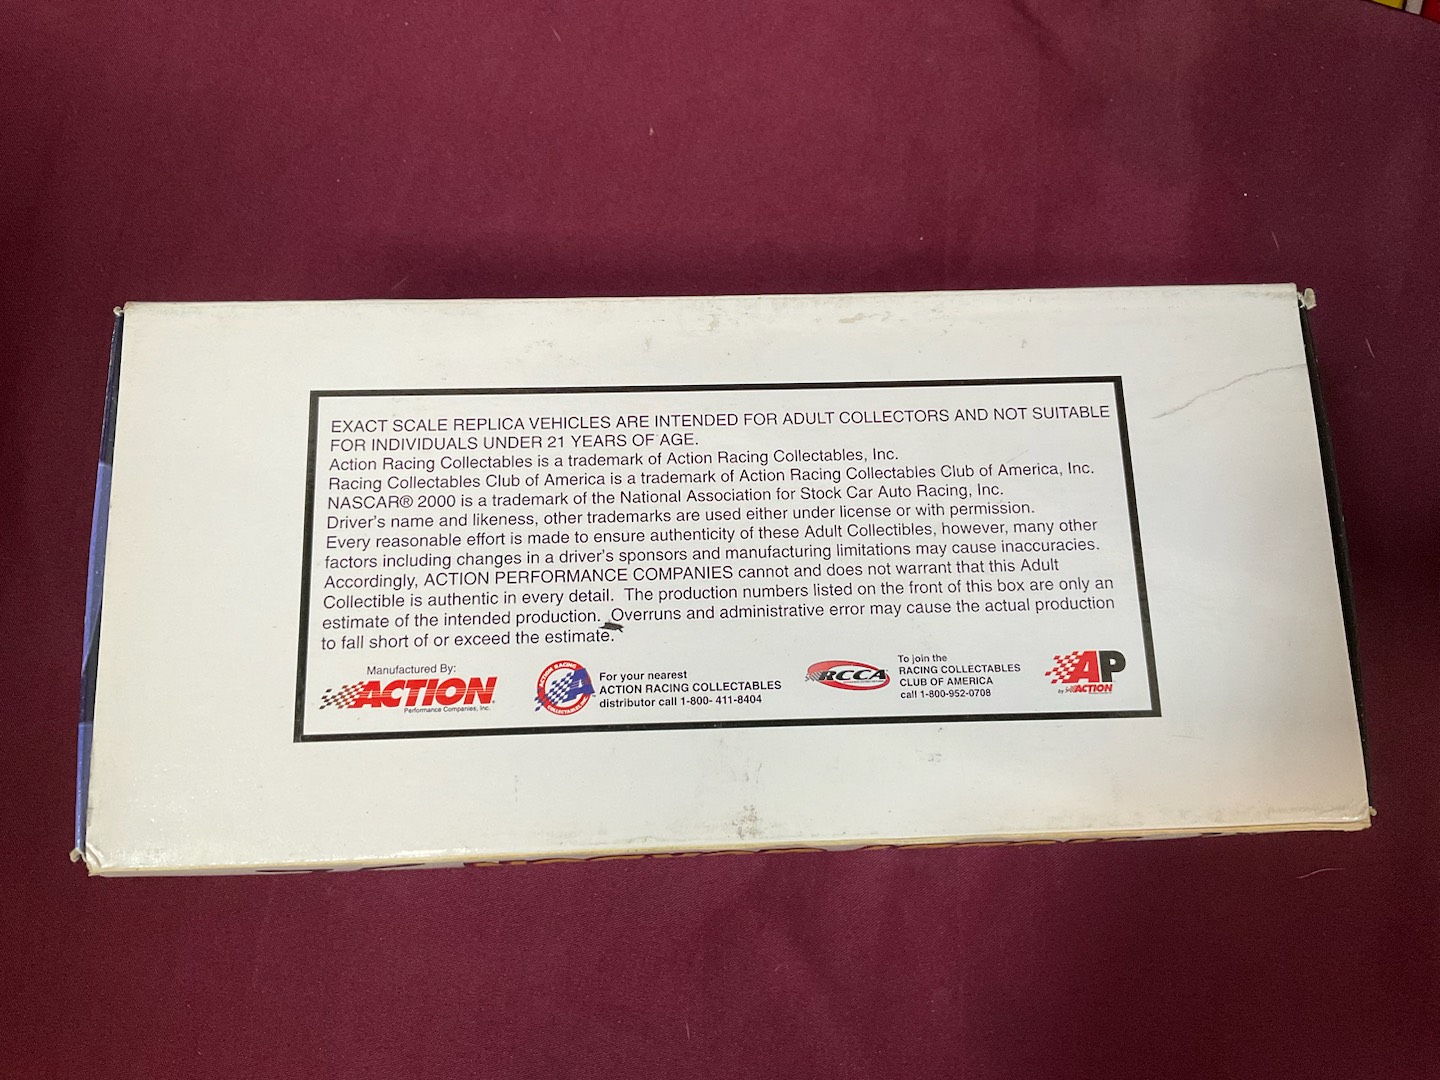 EXACT SCALE REPLICA VEHICLES ARE INTENDED FOR ADULT COLLECTORS AND NOT SUITABLE
FOR INDIVIDUALS UNDER 21 YEARS OF AGE.
Action Racing Collectables is a trademark of Action Racing Collectables, Inc.
Racing Collectables Club of America is a trademark of Action Racing Collectables Club of America, Inc.
NASCAR® 2000 is a trademark of the National Association for Stock Car Auto Racing, Inc.
Driver's name and likeness, other trademarks are used either under license or with permission.
Every reasonable effort is made to ensure authenticity of these Adult Collectibles, however, many other
factors including changes in a driver's sponsors and manufacturing limitations may cause inaccuracies.
Accordingly, ACTION PERFORMANCE COMPANIES cannot and does not warrant that this Adult
Collectible is authentic in every detail. The production numbers listed on the front of this box are only an
estimate of the intended production. Overruns and administrative error may cause the actual production
to fall short of or exceed the estimate.
Manufactured By:
ACTION
Performance Companies, Inc.
ACTION RACING
A
COLLECTABLES
For your nearest
ACTION RACING COLLECTABLES
distributor call 1-800- 411-8404
RCCA
To join the
RACING COLLECTABLES
CLUB OF AMERICA
call 1-800-952-0708
AP
by ACTION